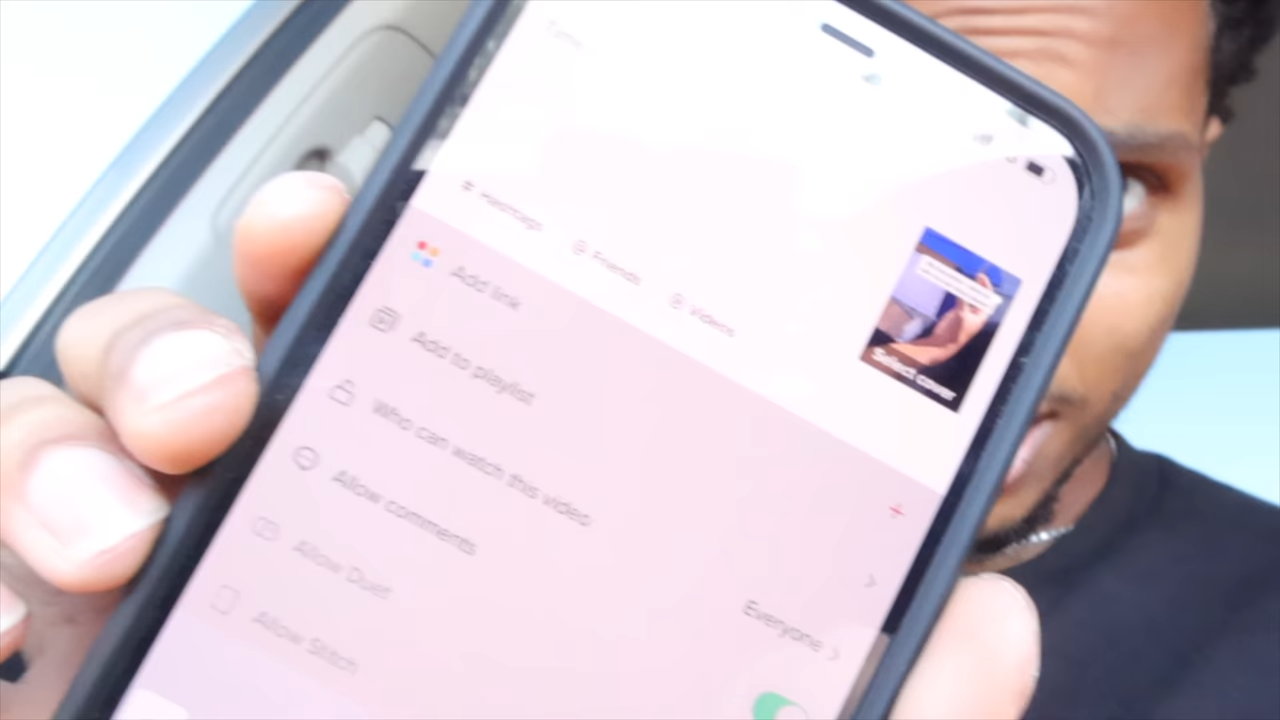 # Hashtags @ Friends Videos
Select cover
Add link
Add to playlist
Who can watch this video
Everyone
Allow comments
Allow Duet
Allow Stitch